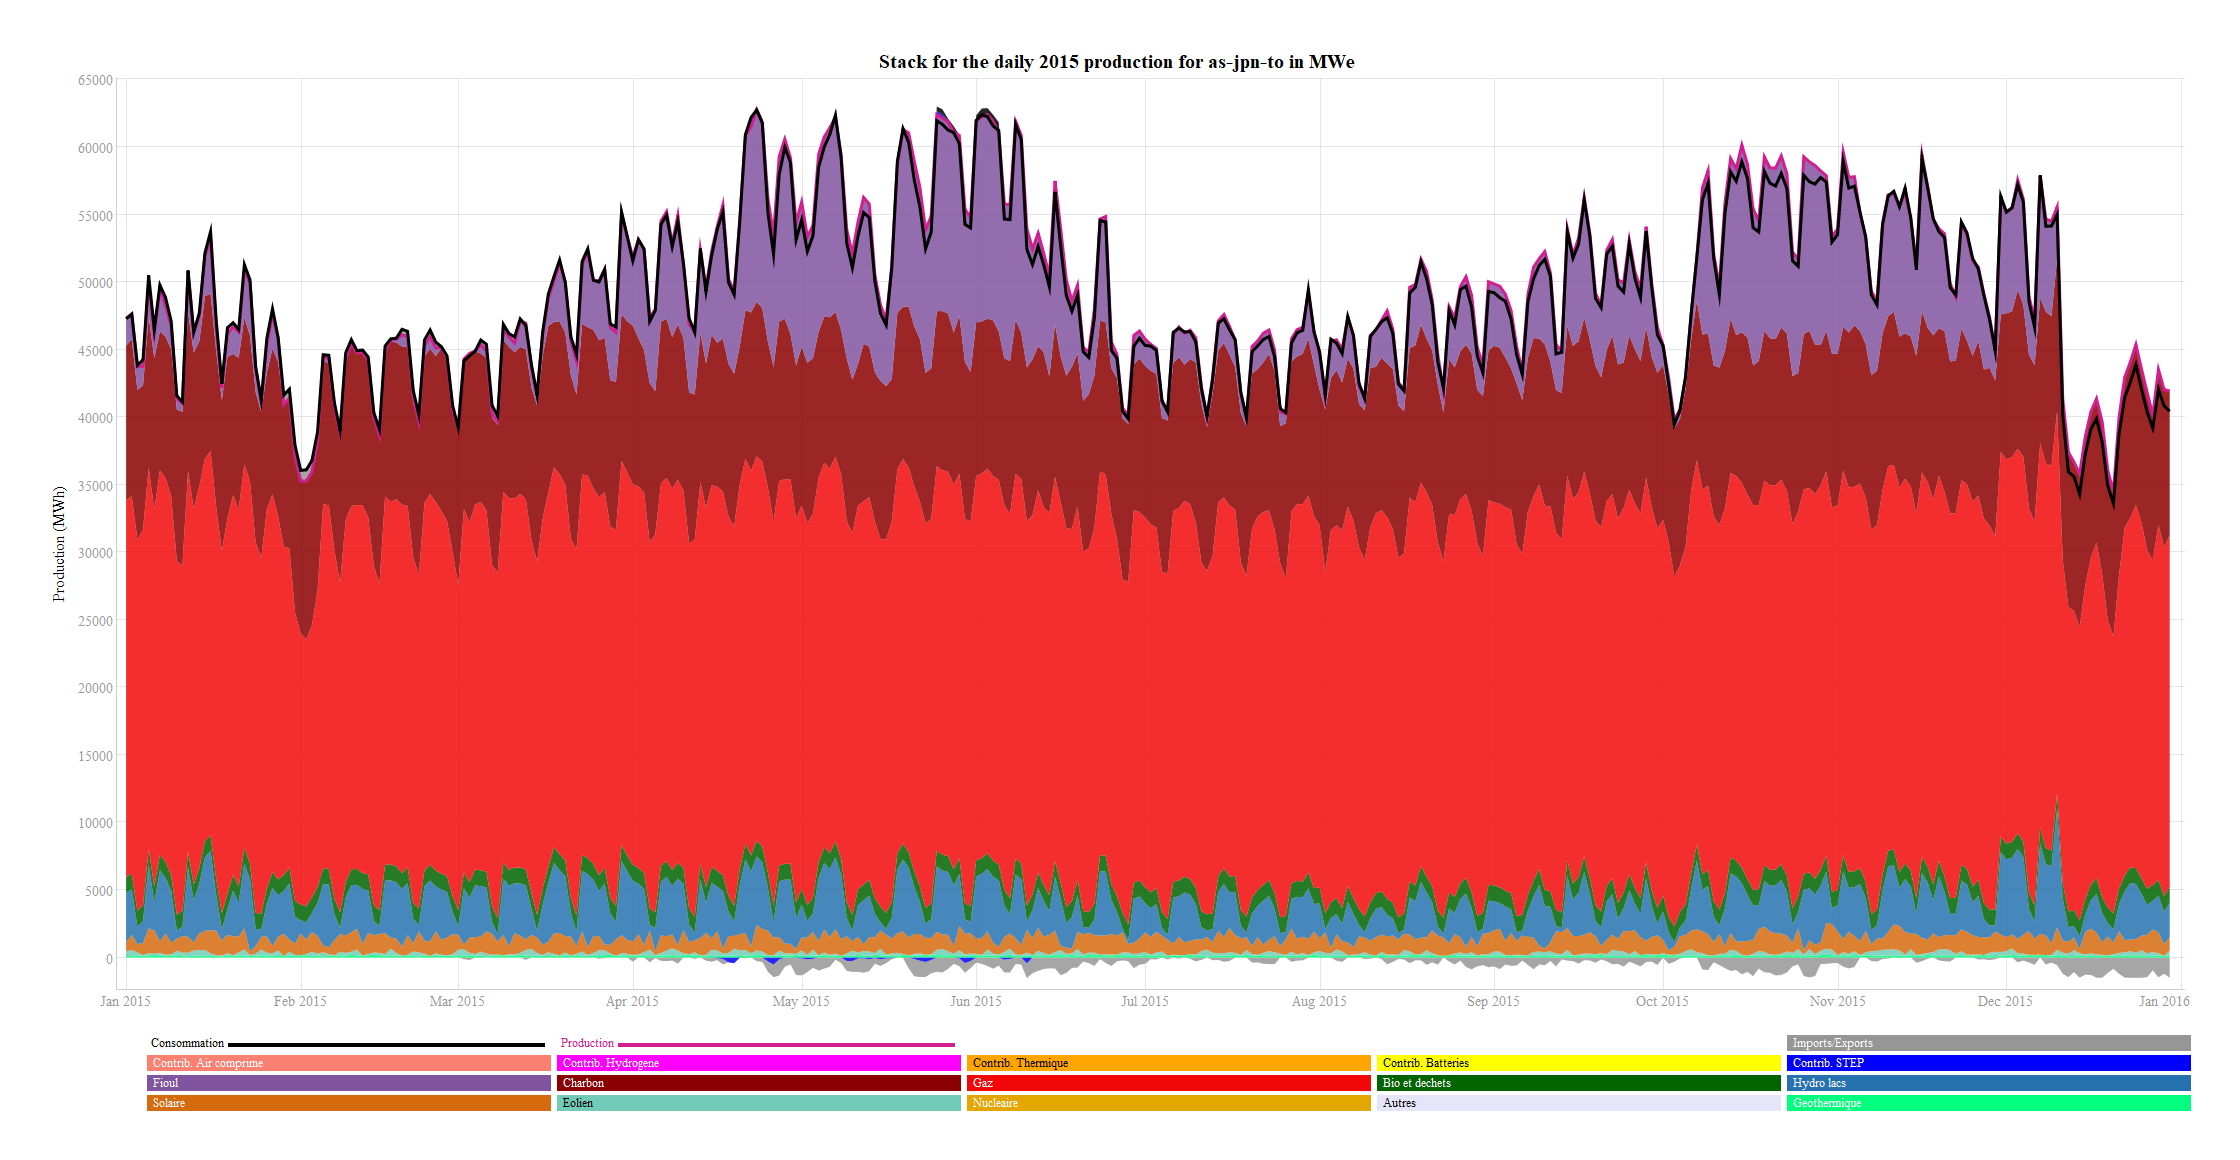 Stack for the daily 2015 production for as-jpn-to in MWe
65000
60000
55000
50000
45000
40000
35000
30000
25000
20000
15000
10000
5000
0
Production (MWh)
Jan 2015 Feb 2015 Mar 2015 Apr 2015 May 2015 Jun 2015 Jul 2015 Aug 2015 Sep 2015 Oct 2015 Nov 2015 Dec 2015 Jan 2016
Consommation Production Imports/Exports
Contrib. Air comprime Contrib. Hydrogene Contrib. Thermique Contrib. Batteries Contrib. STEP
Fioul Charbon Gaz Bio et dechets Hydro lacs
Solaire Eolien Nucleaire Autres Geothermique